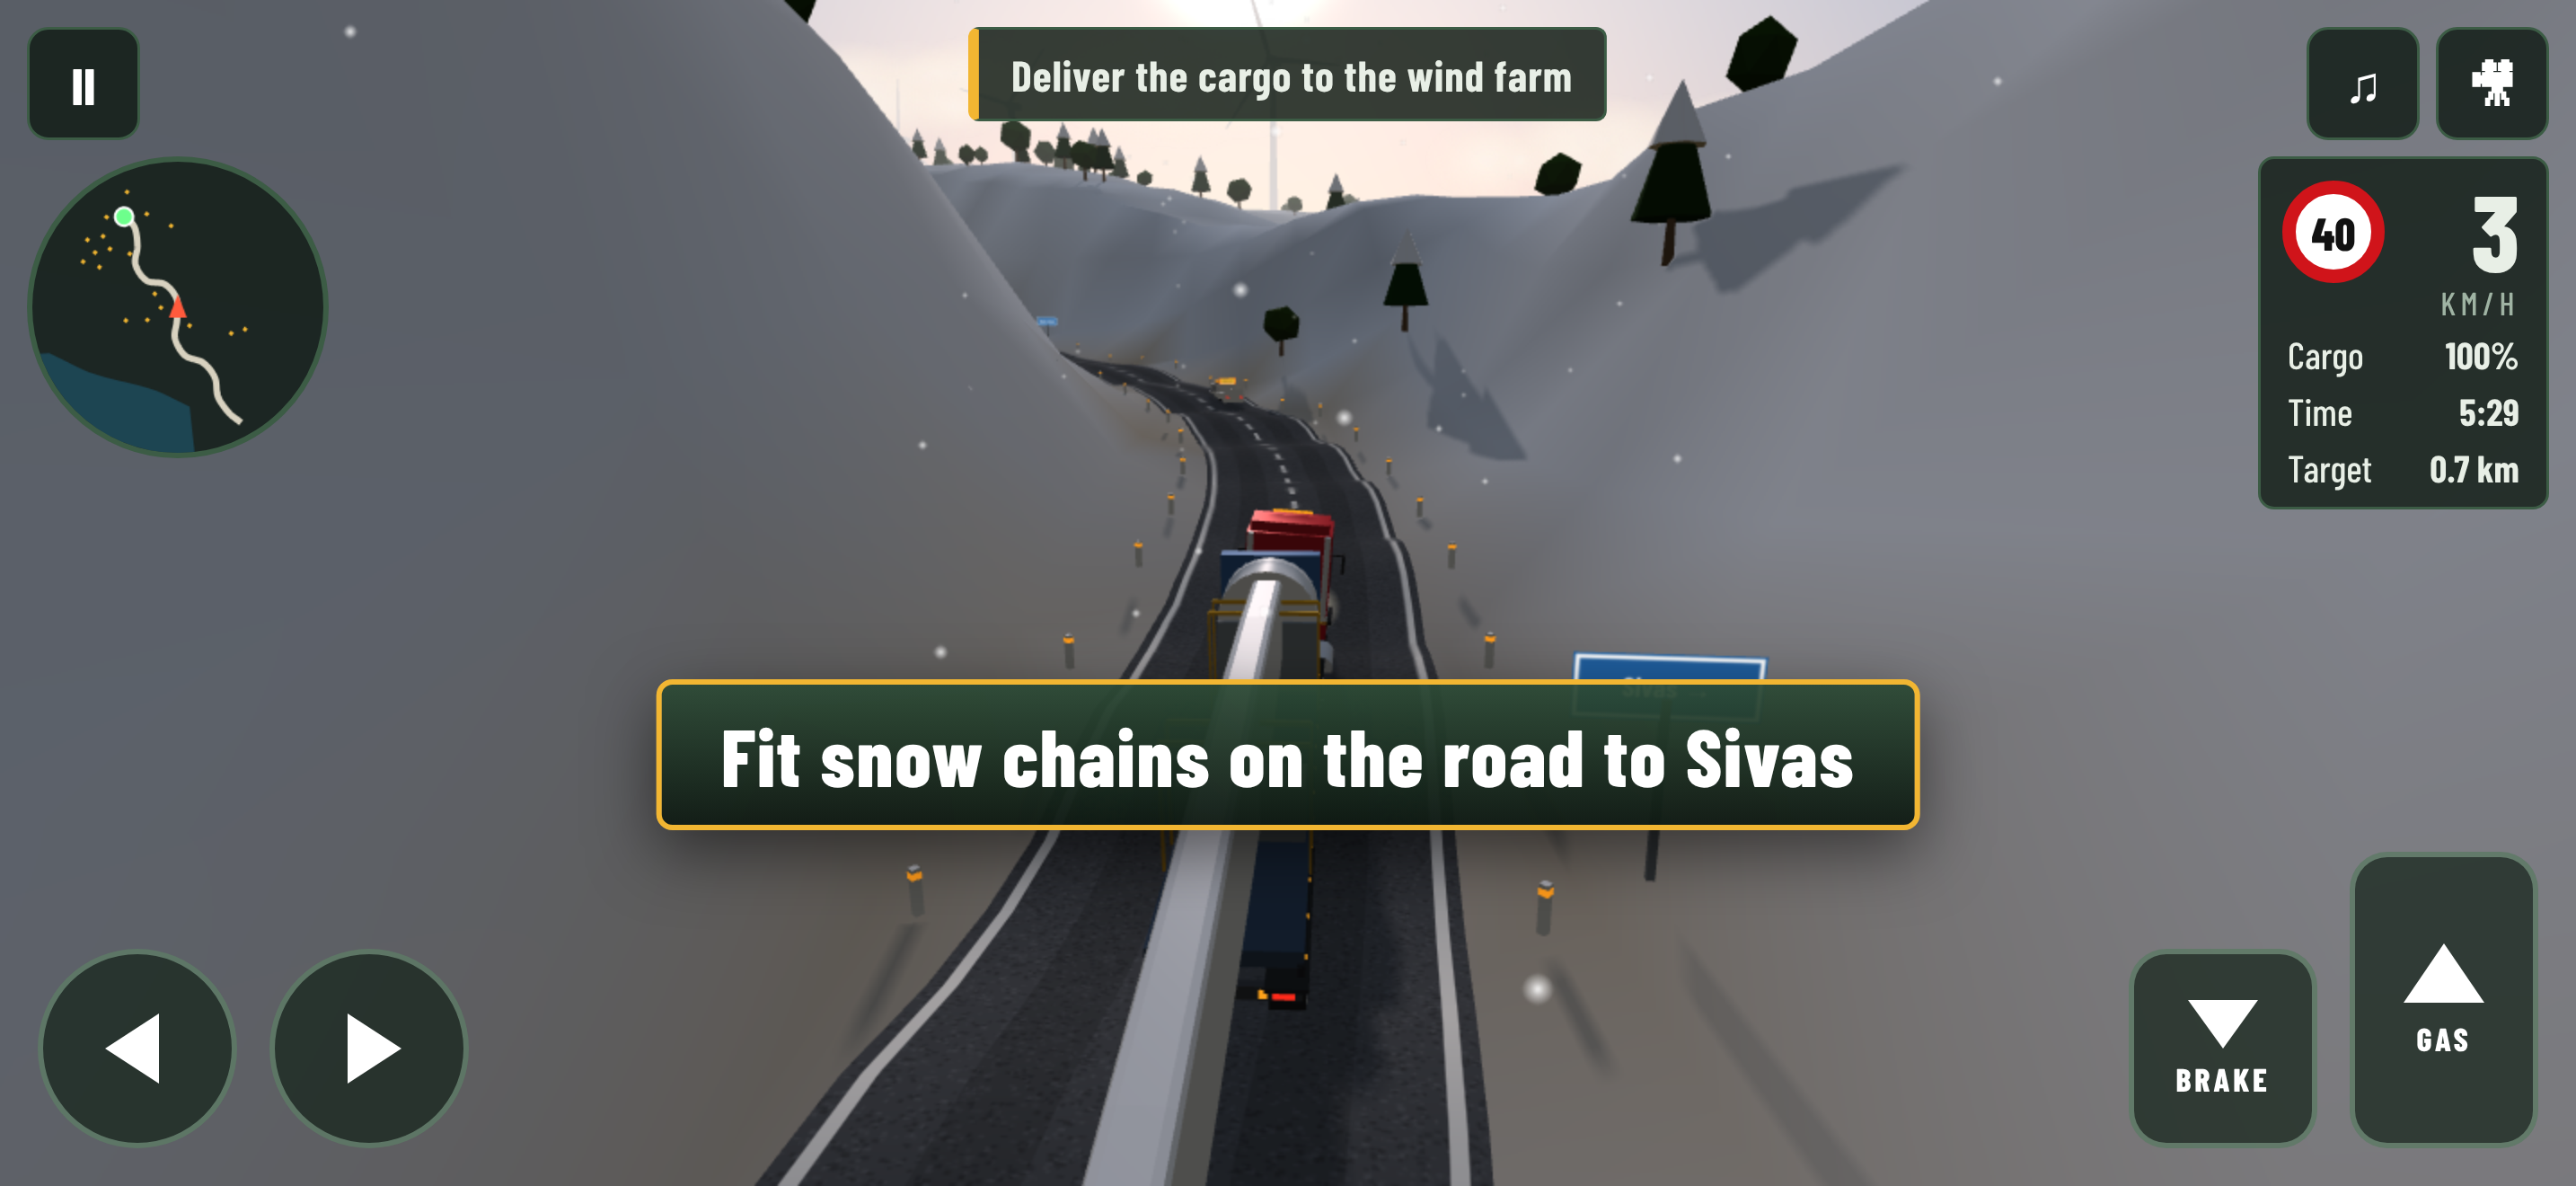 Deliver the cargo to the wind farm
40
3
KM/H
Cargo 100%
Time 5:29
Target 0.7 km
Sivas
Fit snow chains on the road to Sivas
BRAKE
GAS